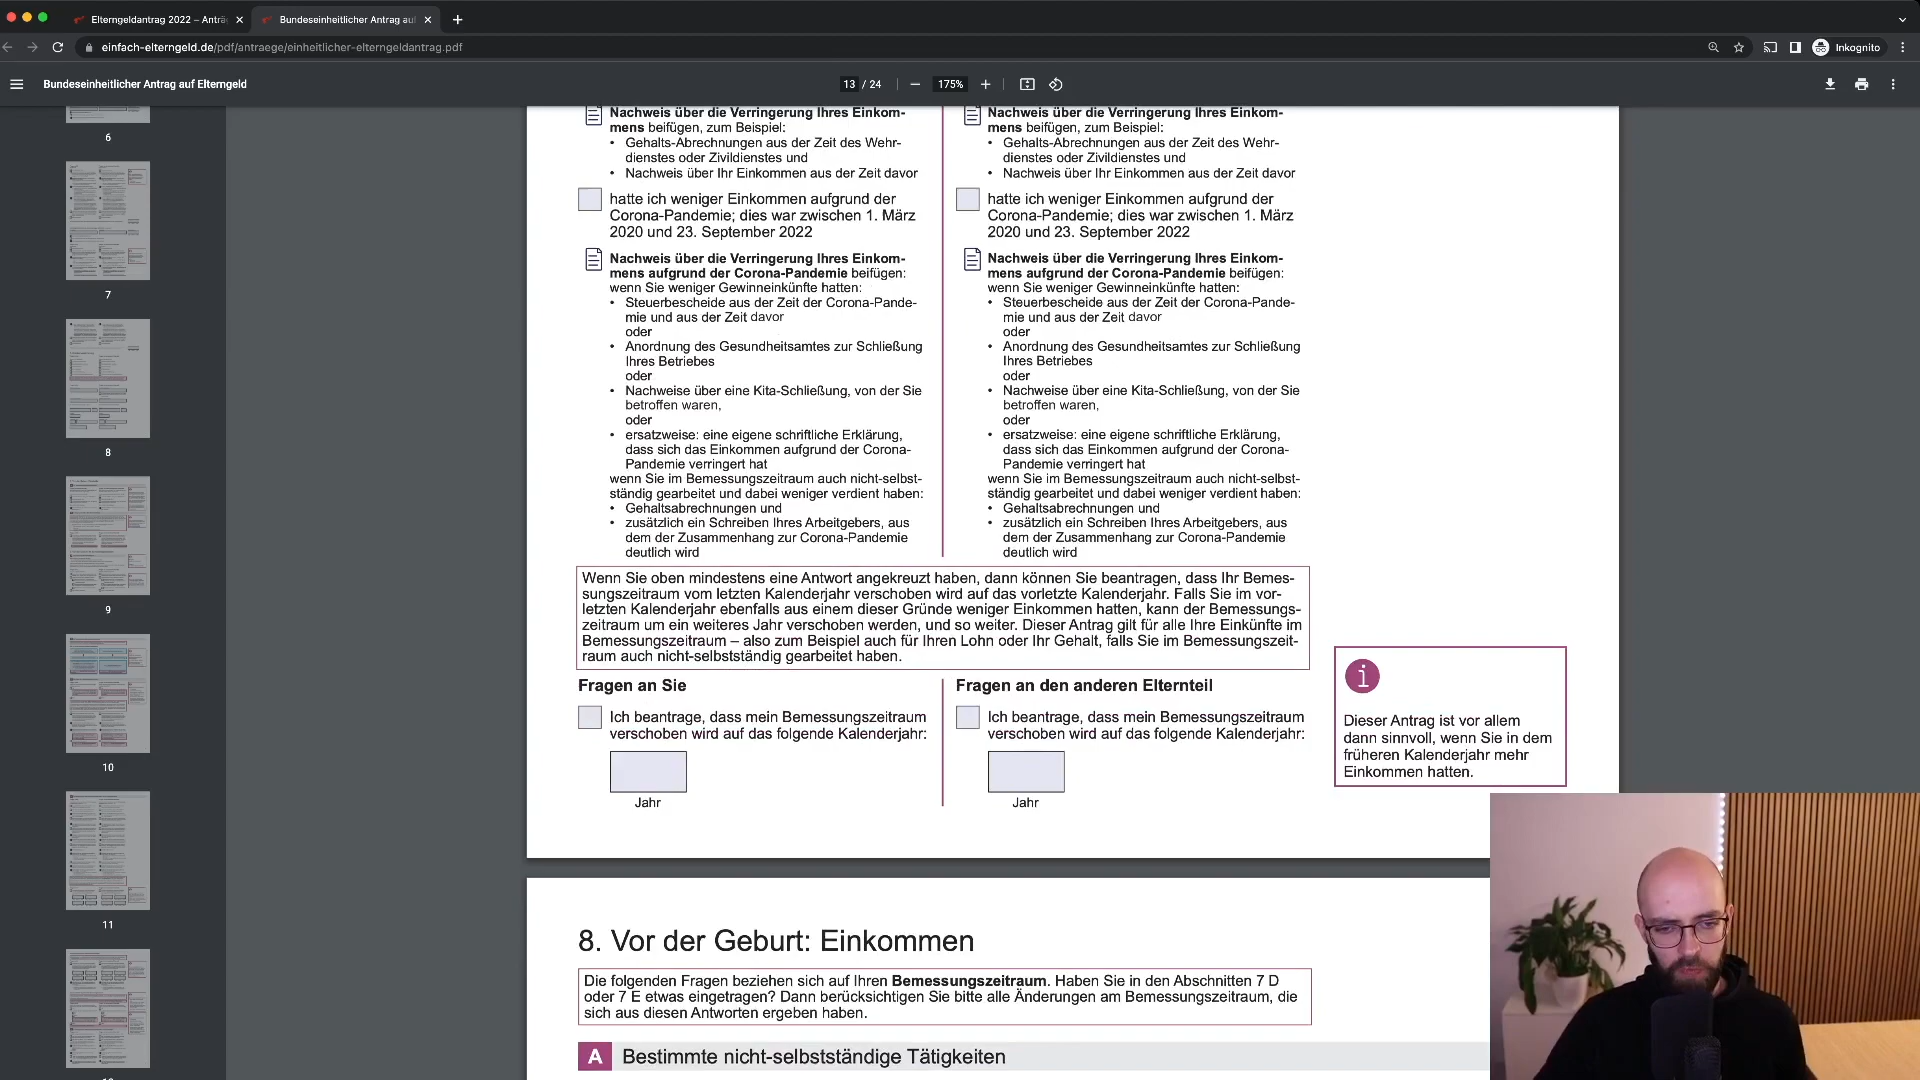 Elterngeldantrag 2022 – Anträ
Bundeseinheitlicher Antrag au
einfach-elterngeld.de/pdf/antraege/einheitlicher-elterngeldantrag.pdf
Inkognito
Bundeseinheitlicher Antrag auf Elterngeld
13 / 24
175%
6
7
8
9
10
11
Nachweis über die Verringerung Ihres Einkom-
mens beifügen, zum Beispiel:
• Gehalts-Abrechnungen aus der Zeit des Wehr-
dienstes oder Zivildienstes und
• Nachweis über Ihr Einkommen aus der Zeit davor
hatte ich weniger Einkommen aufgrund der
Corona-Pandemie; dies war zwischen 1. März
2020 und 23. September 2022
Nachweis über die Verringerung Ihres Einkom-
mens aufgrund der Corona-Pandemie beifügen:
wenn Sie weniger Gewinneinkünfte hatten:
• Steuerbescheide aus der Zeit der Corona-Pande-
mie und aus der Zeit davor
oder
• Anordnung des Gesundheitsamtes zur Schließung
Ihres Betriebes
oder
• Nachweise über eine Kita-Schließung, von der Sie
betroffen waren,
oder
• ersatzweise: eine eigene schriftliche Erklärung,
dass sich das Einkommen aufgrund der Corona-
Pandemie verringert hat
wenn Sie im Bemessungszeitraum auch nicht-selbst-
ständig gearbeitet und dabei weniger verdient haben:
• Gehaltsabrechnungen und
• zusätzlich ein Schreiben Ihres Arbeitgebers, aus
dem der Zusammenhang zur Corona-Pandemie
deutlich wird
Nachweis über die Verringerung Ihres Einkom-
mens beifügen, zum Beispiel:
• Gehalts-Abrechnungen aus der Zeit des Wehr-
dienstes oder Zivildienstes und
• Nachweis über Ihr Einkommen aus der Zeit davor
hatte ich weniger Einkommen aufgrund der
Corona-Pandemie; dies war zwischen 1. März
2020 und 23. September 2022
Nachweis über die Verringerung Ihres Einkom-
mens aufgrund der Corona-Pandemie beifügen:
wenn Sie weniger Gewinneinkünfte hatten:
• Steuerbescheide aus der Zeit der Corona-Pande-
mie und aus der Zeit davor
oder
• Anordnung des Gesundheitsamtes zur Schließung
Ihres Betriebes
oder
• Nachweise über eine Kita-Schließung, von der Sie
betroffen waren,
oder
• ersatzweise: eine eigene schriftliche Erklärung,
dass sich das Einkommen aufgrund der Corona-
Pandemie verringert hat
wenn Sie im Bemessungszeitraum auch nicht-selbst-
ständig gearbeitet und dabei weniger verdient haben:
• Gehaltsabrechnungen und
• zusätzlich ein Schreiben Ihres Arbeitgebers, aus
dem der Zusammenhang zur Corona-Pandemie
deutlich wird
Wenn Sie oben mindestens eine Antwort angekreuzt haben, dann können Sie beantragen, dass Ihr Bemes-
sungszeitraum vom letzten Kalenderjahr verschoben wird auf das vorletzte Kalenderjahr. Falls Sie im vor-
letzten Kalenderjahr ebenfalls aus einem dieser Gründe weniger Einkommen hatten, kann der Bemessungs-
zeitraum um ein weiteres Jahr verschoben werden, und so weiter. Dieser Antrag gilt für alle Ihre Einkünfte im
Bemessungszeitraum – also zum Beispiel auch für Ihren Lohn oder Ihr Gehalt, falls Sie im Bemessungszeit-
raum auch nicht-selbstständig gearbeitet haben.
Fragen an Sie
Ich beantrage, dass mein Bemessungszeitraum
verschoben wird auf das folgende Kalenderjahr:
Jahr
Fragen an den anderen Elternteil
Ich beantrage, dass mein Bemessungszeitraum
verschoben wird auf das folgende Kalenderjahr:
Jahr
i
Dieser Antrag ist vor allem
dann sinnvoll, wenn Sie in dem
früheren Kalenderjahr mehr
Einkommen hatten.
8. Vor der Geburt: Einkommen
Die folgenden Fragen beziehen sich auf Ihren Bemessungszeitraum. Haben Sie in den Abschnitten 7 D
oder 7 E etwas eingetragen? Dann berücksichtigen Sie bitte alle Änderungen am Bemessungszeitraum, die
sich aus diesen Antworten ergeben haben.
A Bestimmte nicht-selbstständige Tätigkeiten